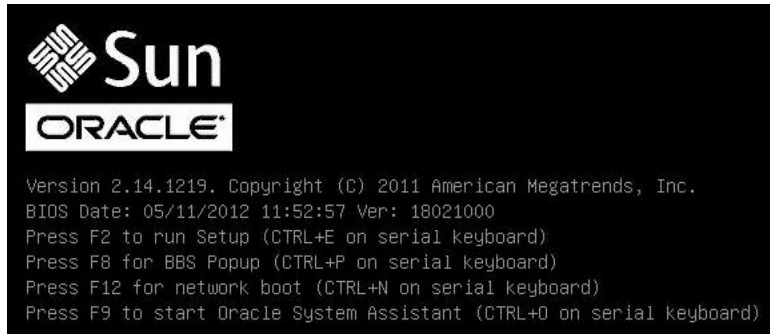 Sun
ORACLE
Version 2.14.1219. Copyright (C) 2011 American Megatrends, Inc.
BIOS Date: 05/11/2012 11:52:57 Ver: 18021000
Press F2 to run Setup (CTRL+E on serial keyboard)
Press F8 for BBS Popup (CTRL+P on serial keyboard)
Press F12 for network boot (CTRL+N on serial keyboard)
Press F9 to start Oracle System Assistant (CTRL+O on serial keyboard)